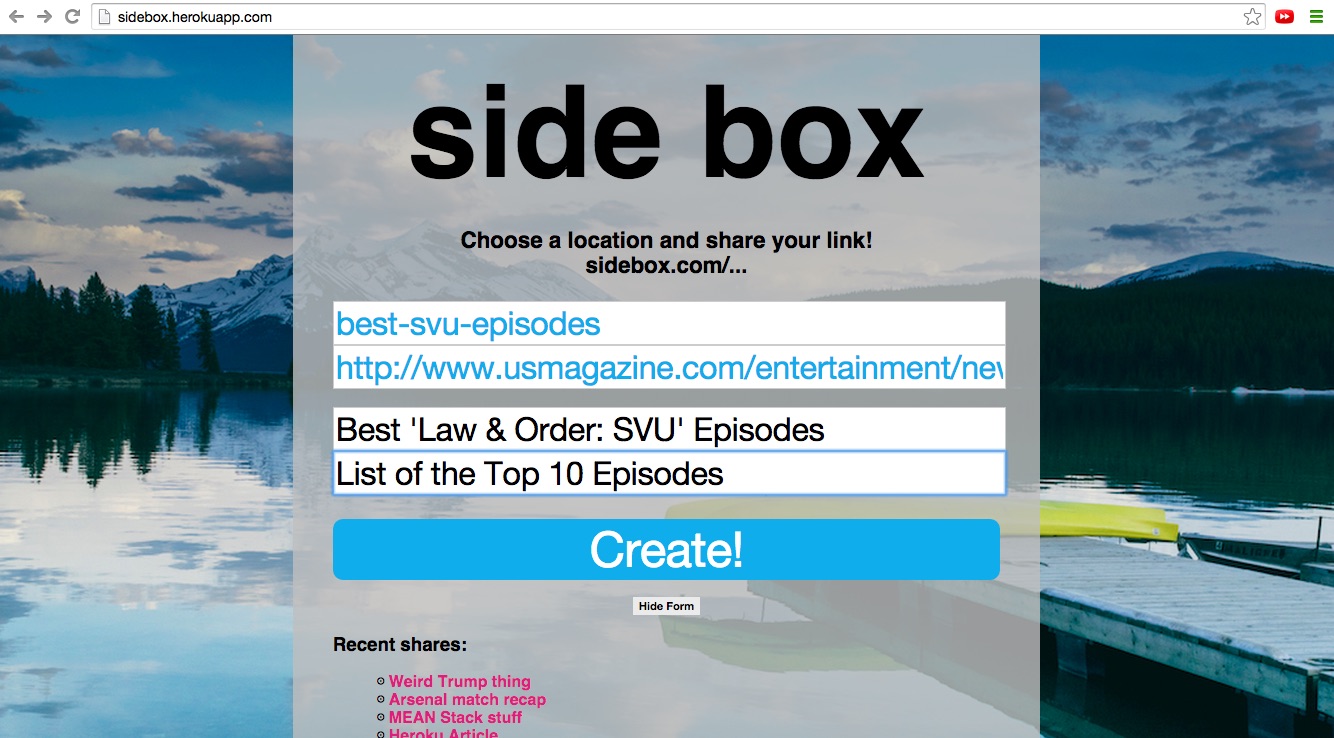 sidebox.herokuapp.com
side box
Choose a location and share your link!
sidebox.com/...
best-svu-episodes
http://www.usmagazine.com/entertainment/nev
Best 'Law & Order: SVU' Episodes
List of the Top 10 Episodes
Create!
Hide Form
Recent shares:
Weird Trump thing
Arsenal match recap
MEAN Stack stuff
Heroku Article